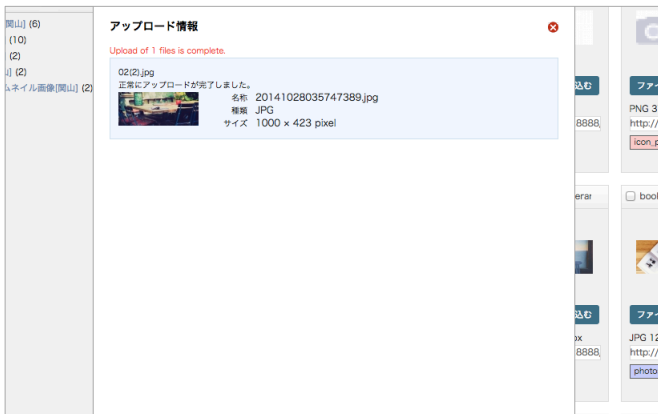 関山] (6)
(10)
(2)
山] (2)
ムネイル画像[関山] (2)
アップロード情報
Upload of 1 files is complete.
02(2).jpg
正常にアップロードが完了しました。
名称 20141028035747389.jpg
種類 JPG
サイズ 1000 × 423 pixel
込む
8888,
ファイ
PNG 3
http://
icon_p
erar
book
込む
ox
8888,
ファイ
JPG 12
http://
photo